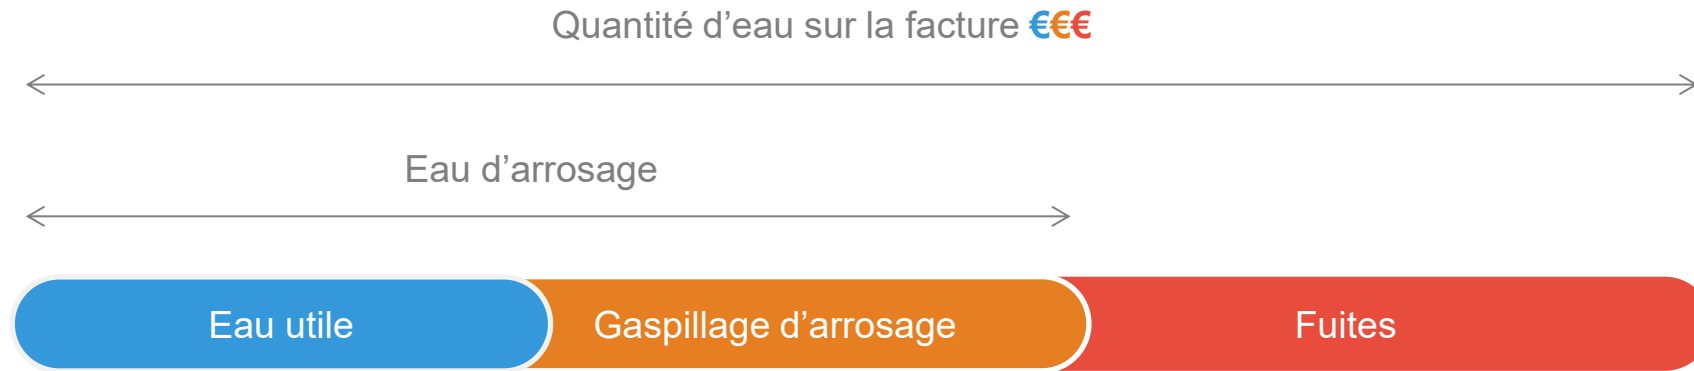 Quantité d’eau sur la facture €€€
Eau d’arrosage
Eau utile
Gaspillage d’arrosage
Fuites